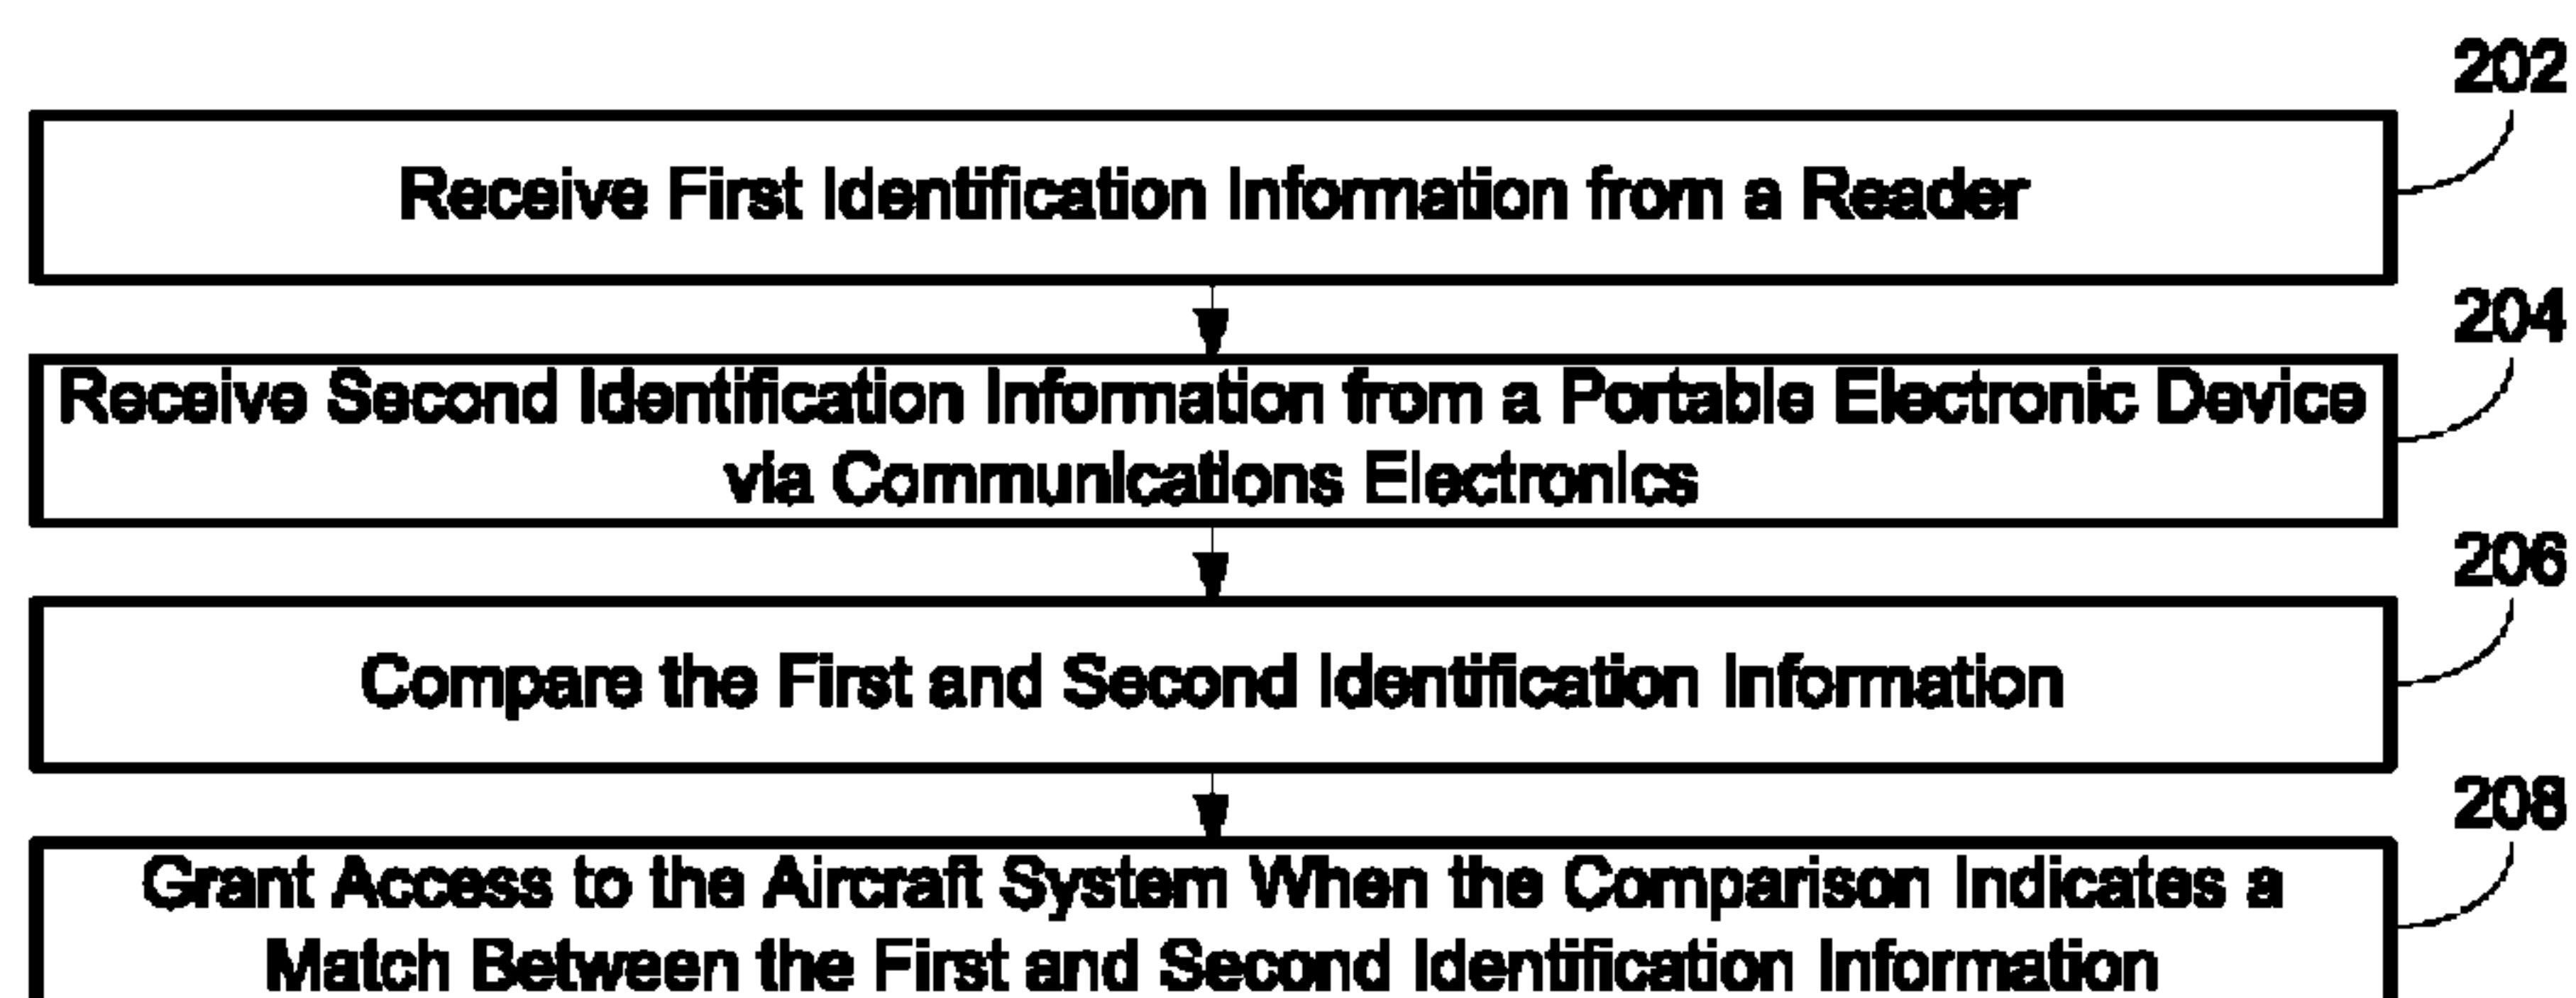 202
Receive First Identification Information from a Reader
204
Receive Second Identification Information from a Portable Electronic Device
via Communications Electronics
206
Compare the First and Second Identification Information
208
Grant Access to the Aircraft System When the Comparison Indicates a
Match Between the First and Second Identification Information